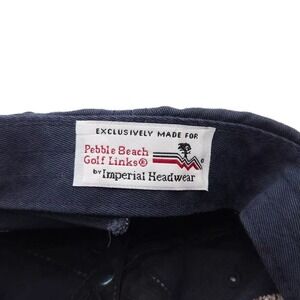 EXCLUSIVELY MADE FOR
Pebble Beach
Golf Links®
by Imperial Headwear